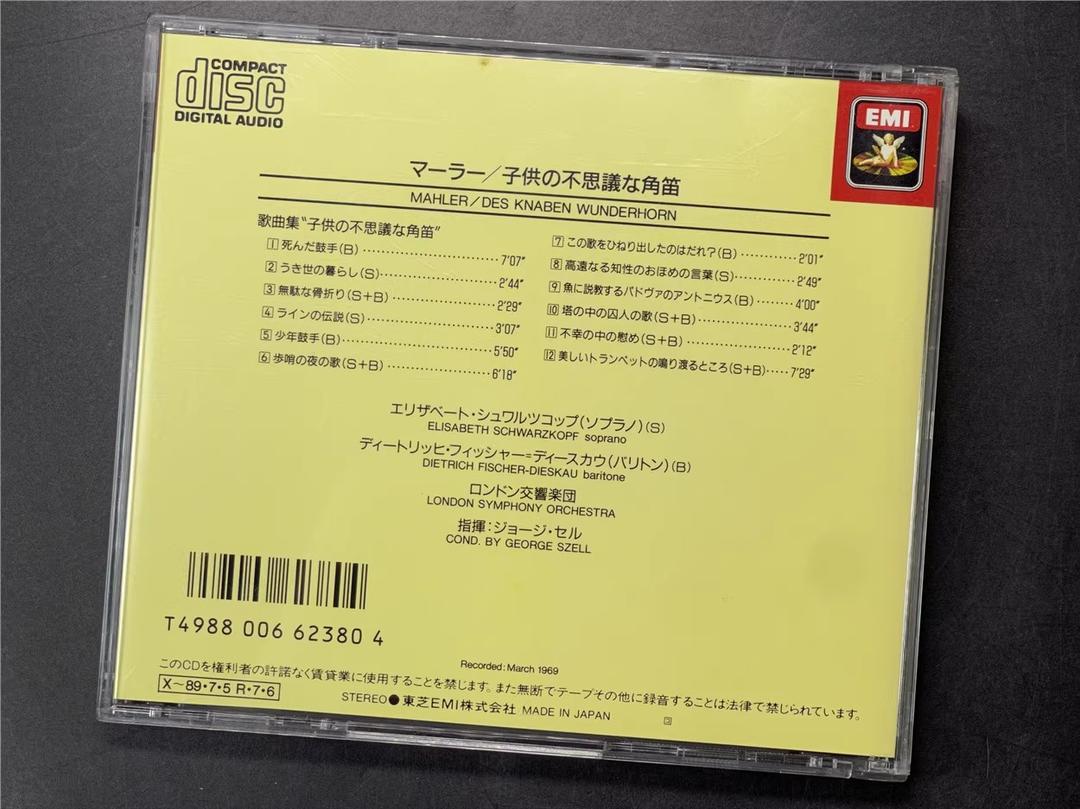 COMPACT
disc
DIGITAL AUDIO
EMI
マーラー／子供の不思議な角笛
MAHLER／DES KNABEN WUNDERHORN
歌曲集“子供の不思議な角笛”
1 死んだ鼓手(B) ……………… 7'07"
2 うき世の暮らし(S) ……………… 2'44"
3 無駄な骨折り(S+B) ……………… 2'29"
4 ラインの伝説(S) ……………… 3'07"
5 少年鼓手(B) ……………… 5'50"
6 歩哨の夜の歌(S+B) ……………… 6'18"
7 この歌をひねり出したのはだれ？(B) ……… 2'01"
8 高遠なる知性のおほめの言葉(S) ……… 2'49"
9 魚に説教するパドヴァのアントニウス(B) ……… 4'00"
10 塔の中の囚人の歌(S+B) ……………… 3'44"
11 不幸の中の慰め(S+B) ……………… 2'12"
12 美しいトランペットの鳴り渡るところ(S+B) …… 7'29"
エリザベート・シュワルツコップ(ソプラノ)(S)
ELISABETH SCHWARZKOPF soprano
ディートリッヒ・フィッシャー=ディースカウ(バリトン)(B)
DIETRICH FISCHER-DIESKAU baritone
ロンドン交響楽団
LONDON SYMPHONY ORCHESTRA
指揮：ジョージ・セル
COND. BY GEORGE SZELL
T4988 006 62380 4
Recorded: March 1969
このCDを権利者の許諾なく賃貸業に使用することを禁じます。また無断でテープその他に録音することは法律で禁じられています。
X〜89・7・5 R・7・6
STEREO●東芝EMI株式会社 MADE IN JAPAN